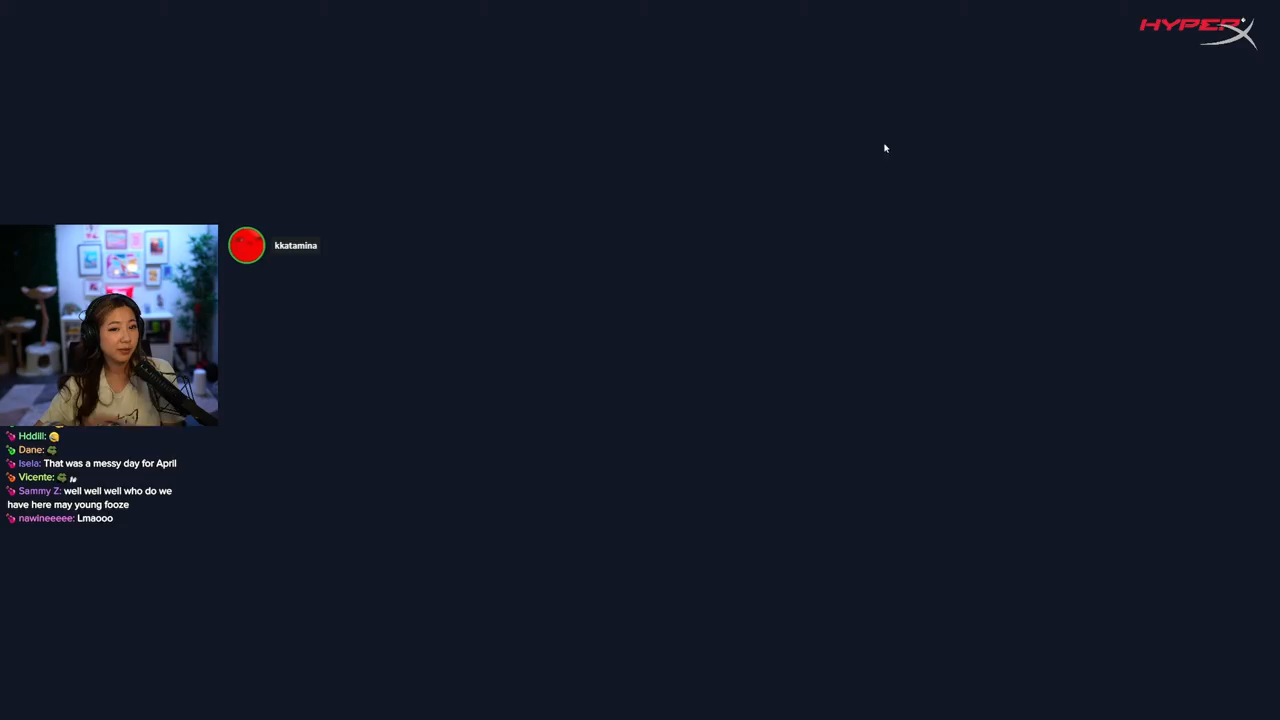 HYPERX
kkatamina
Hddlll:
Dane:
Isela: That was a messy day for April
Vicente:
Sammy Z: well well well who do we
have here may young fooze
nawineeeee: Lmaooo